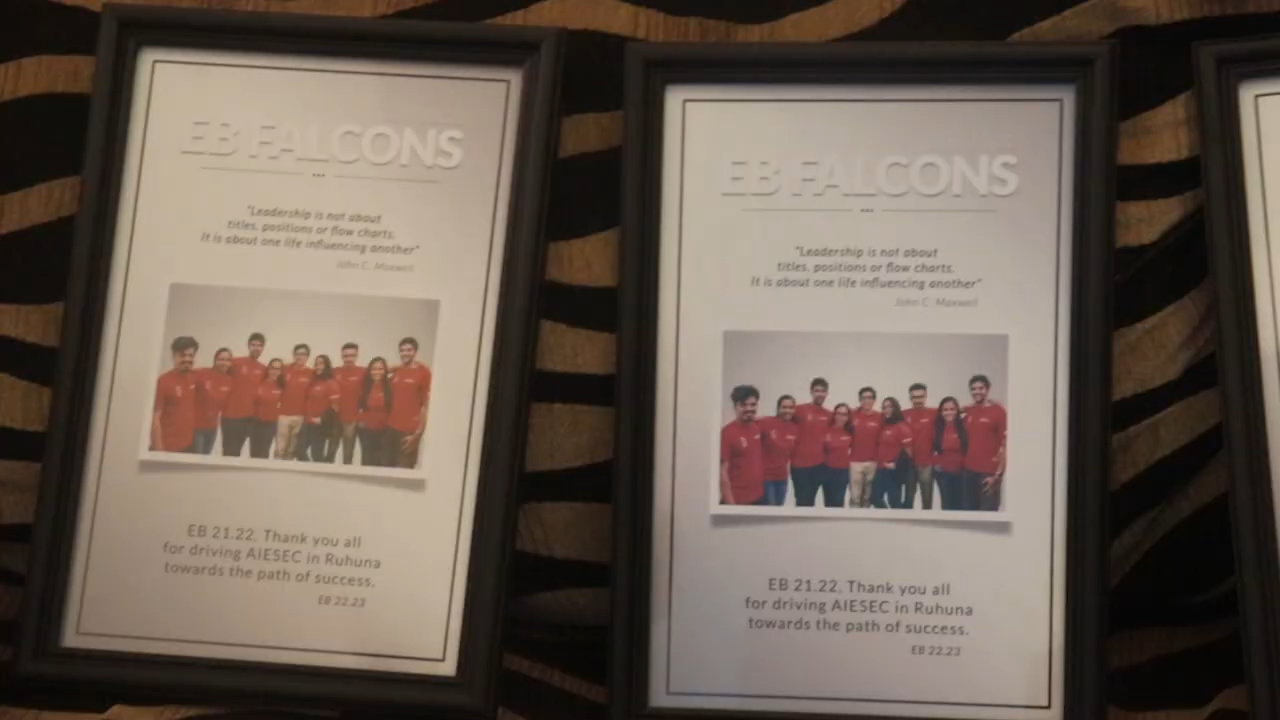 EB FALCONS
"Leadership is not about
titles, positions or flow charts.
It is about one life influencing another"
John C. Maxwell
EB 21.22, Thank you all
for driving AIESEC in Ruhuna
towards the path of success.
EB 22.23
EB FALCONS
"Leadership is not about
titles, positions or flow charts.
It is about one life influencing another"
John C. Maxwell
EB 21.22, Thank you all
for driving AIESEC in Ruhuna
towards the path of success.
EB 22.23